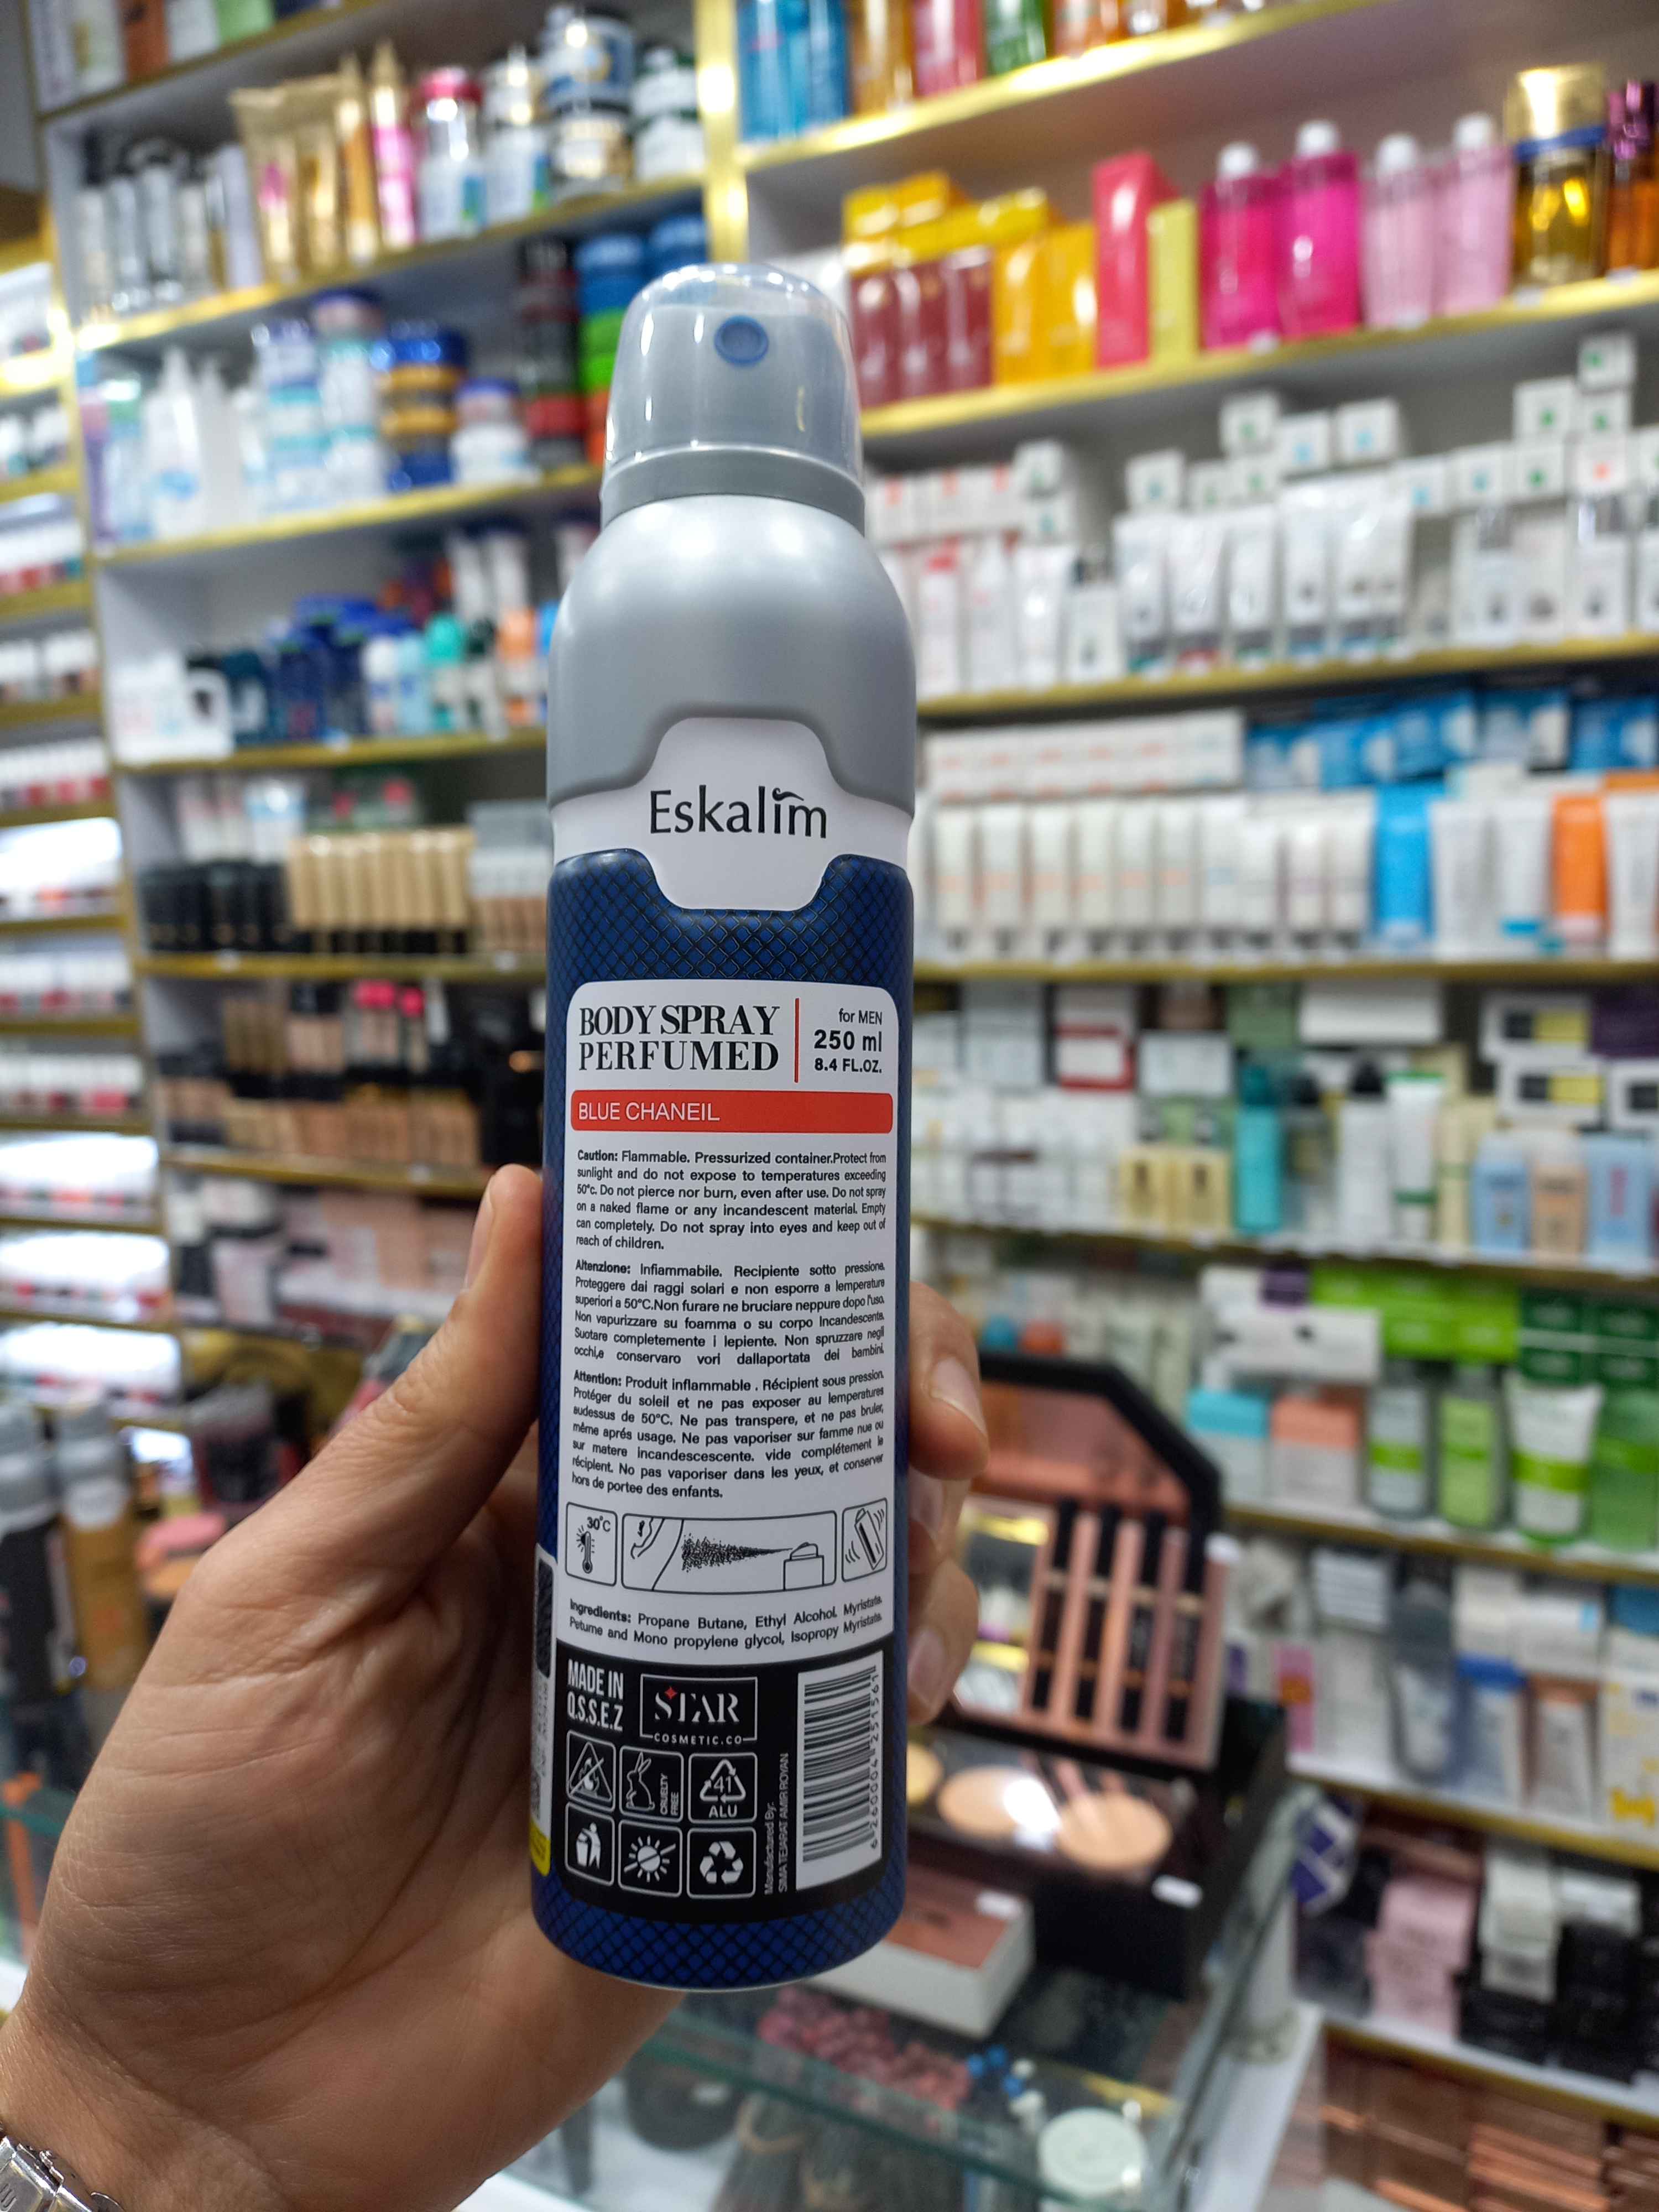 Eskalim
BODY SPRAY
PERFUMED
for MEN
250 ml
8.4 FL.OZ.
BLUE CHANEIL
Caution: Flammable. Pressurized container.Protect from
sunlight and do not expose to temperatures exceeding
50°c. Do not pierce nor burn, even after use. Do not spray
on a naked flame or any incandescent material. Empty
can completely. Do not spray into eyes and keep out of
reach of children.
Altenzione: Infiammabile. Recipiente sotto pressione.
Proteggere dai raggi solari e non esporre a lemperature
superiori a 50°C.Non furare ne bruciare neppure dopo l'uso.
Non vapurizzare su foamma o su corpo Incandescente.
Suotare completemente i lepiente. Non spruzzare negli
occhi,e conservaro vori dallaportata dei bambini.
Attention: Produit inflammable . Récipient sous pression.
Protéger du soleil et ne pas exposer au lemperatures
audessus de 50°C. Ne pas transpere, et ne pas bruler,
même aprés usage. Ne pas vaporiser sur famme nue ou
sur matere incandescescente. vide complétement le
récipient. No pas vaporiser dans les yeux, et conserver
hors de portee des enfants.
30°C
Ingredients: Propane Butane, Ethyl Alcohol. Myristate.
Petume and Mono propylene glycol, Isopropy Myristate.
MADE IN
Q.S.S.E.Z
STAR
COSMETIC.CO
CRUELTY
FREE
41
ALU
Manufactured By:
SIMA TEJARAT AMIR ROYAN
6260004251561